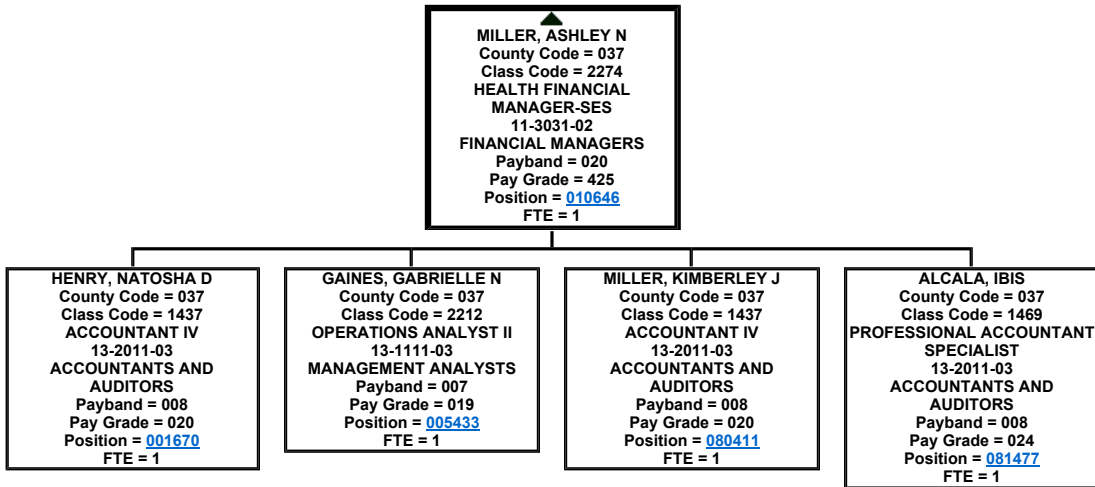 MILLER, ASHLEY N
County Code = 037
Class Code = 2274
HEALTH FINANCIAL
MANAGER-SES
11-3031-02
FINANCIAL MANAGERS
Payband = 020
Pay Grade = 425
Position = 010646
FTE = 1
HENRY, NATOSHA D
County Code = 037
Class Code = 1437
ACCOUNTANT IV
13-2011-03
ACCOUNTANTS AND
AUDITORS
Payband = 008
Pay Grade = 020
Position = 001670
FTE = 1
GAINES, GABRIELLE N
County Code = 037
Class Code = 2212
OPERATIONS ANALYST II
13-1111-03
MANAGEMENT ANALYSTS
Payband = 007
Pay Grade = 019
Position = 005433
FTE = 1
MILLER, KIMBERLEY J
County Code = 037
Class Code = 1437
ACCOUNTANT IV
13-2011-03
ACCOUNTANTS AND
AUDITORS
Payband = 008
Pay Grade = 020
Position = 080411
FTE = 1
ALCALA, IBIS
County Code = 037
Class Code = 1469
PROFESSIONAL ACCOUNTANT
SPECIALIST
13-2011-03
ACCOUNTANTS AND
AUDITORS
Payband = 008
Pay Grade = 024
Position = 081477
FTE = 1